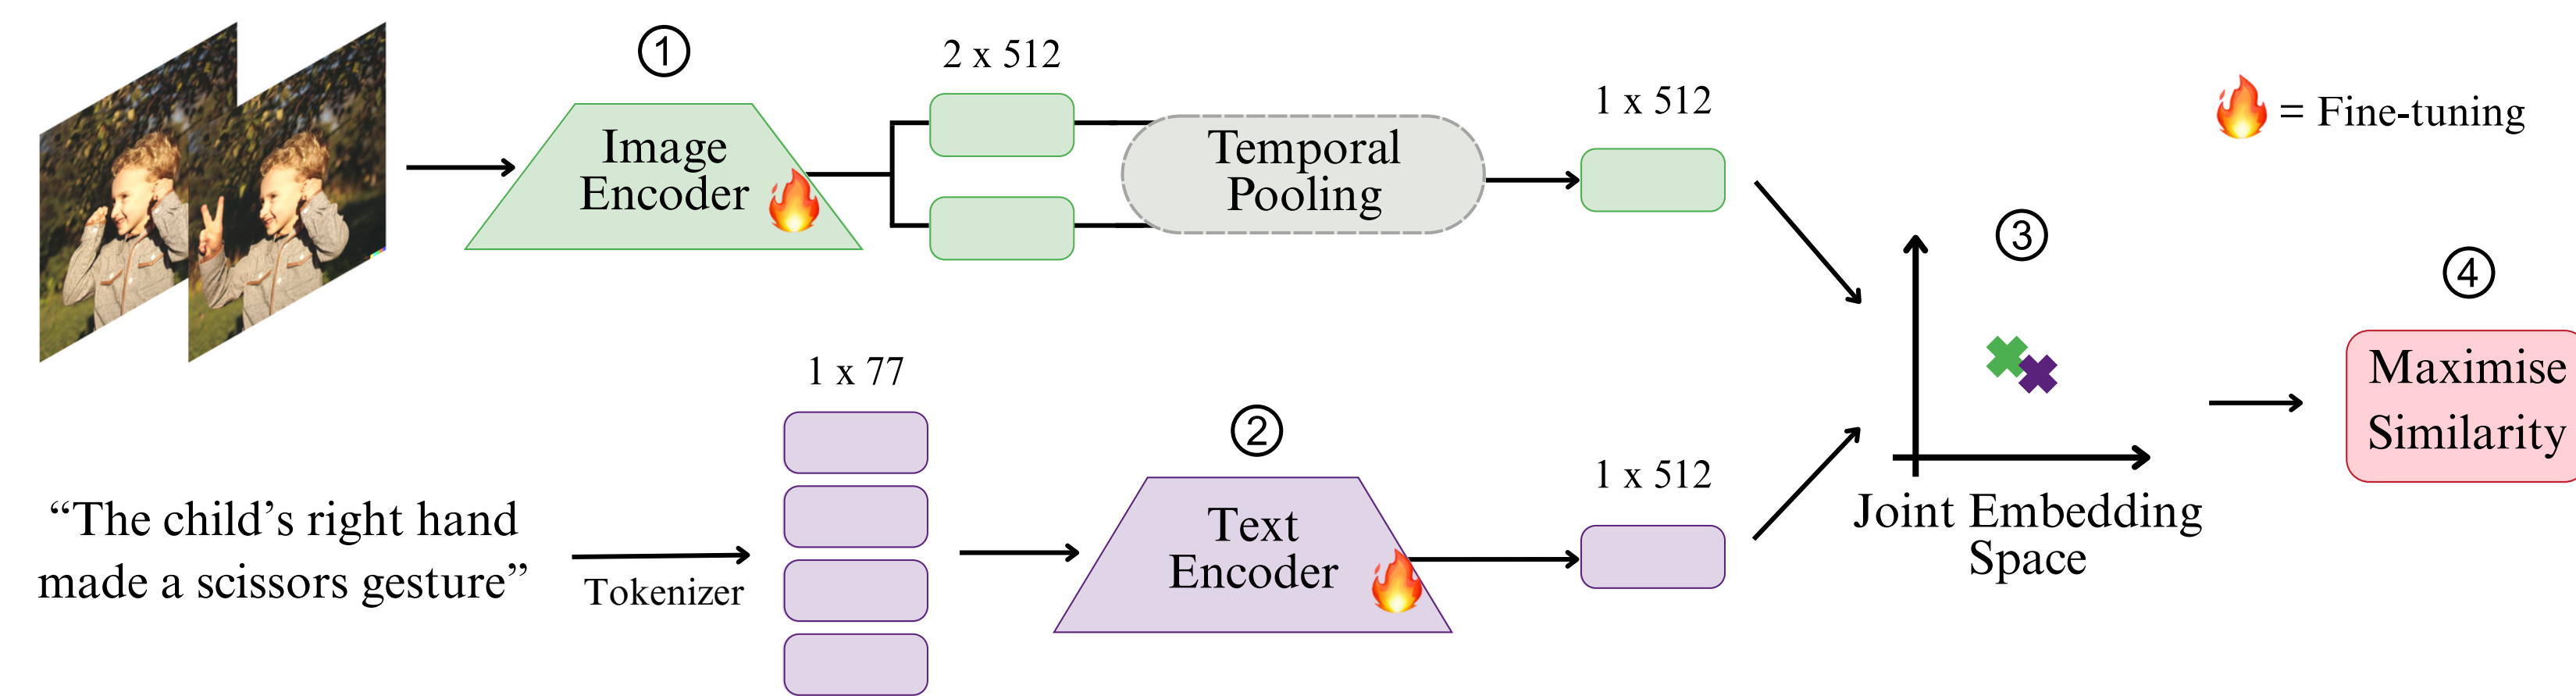 ①
2 x 512
1 x 512
Image
Encoder
Temporal
Pooling
= Fine-tuning
③
④
1 x 77
②
Maximise
Similarity
1 x 512
“The child’s right hand
made a scissors gesture”
Tokenizer
Text
Encoder
Joint Embedding
Space